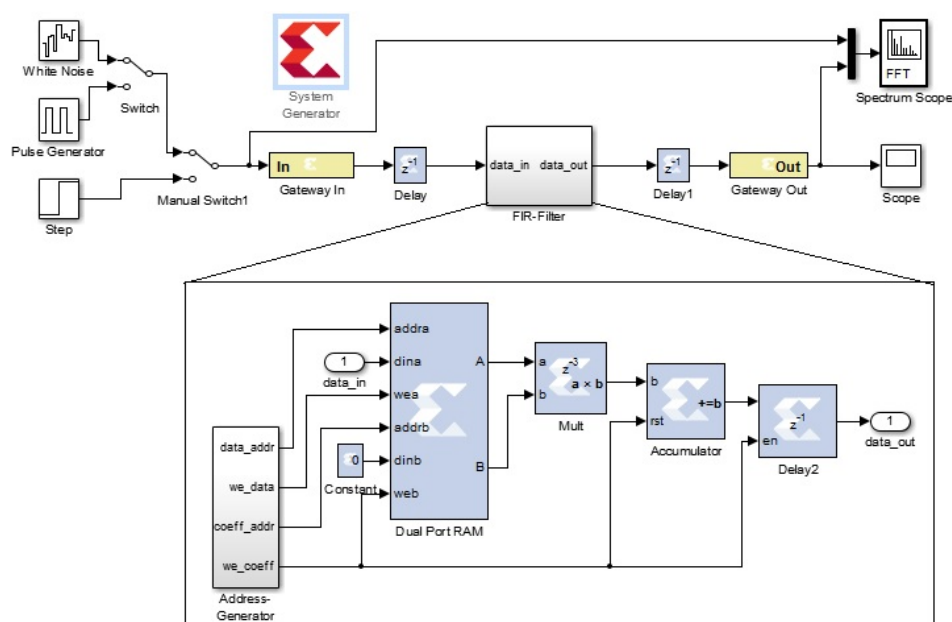 White Noise
Switch
Pulse Generator
Step
Manual Switch1
System
Generator
In
Gateway In
z⁻¹
Delay
data_in data_out
FIR-Filter
z⁻¹
Delay1
Out
Gateway Out
FFT
Spectrum Scope
Scope
data_addr
we_data
coeff_addr
we_coeff
Address-
Generator
1
data_in
0
Constant
addra
dina
wea
addrb
dinb
web
A
B
Dual Port RAM
a
b
z⁻³
a × b
Mult
b
rst
+=b
Accumulator
z⁻¹
en
Delay2
1
data_out